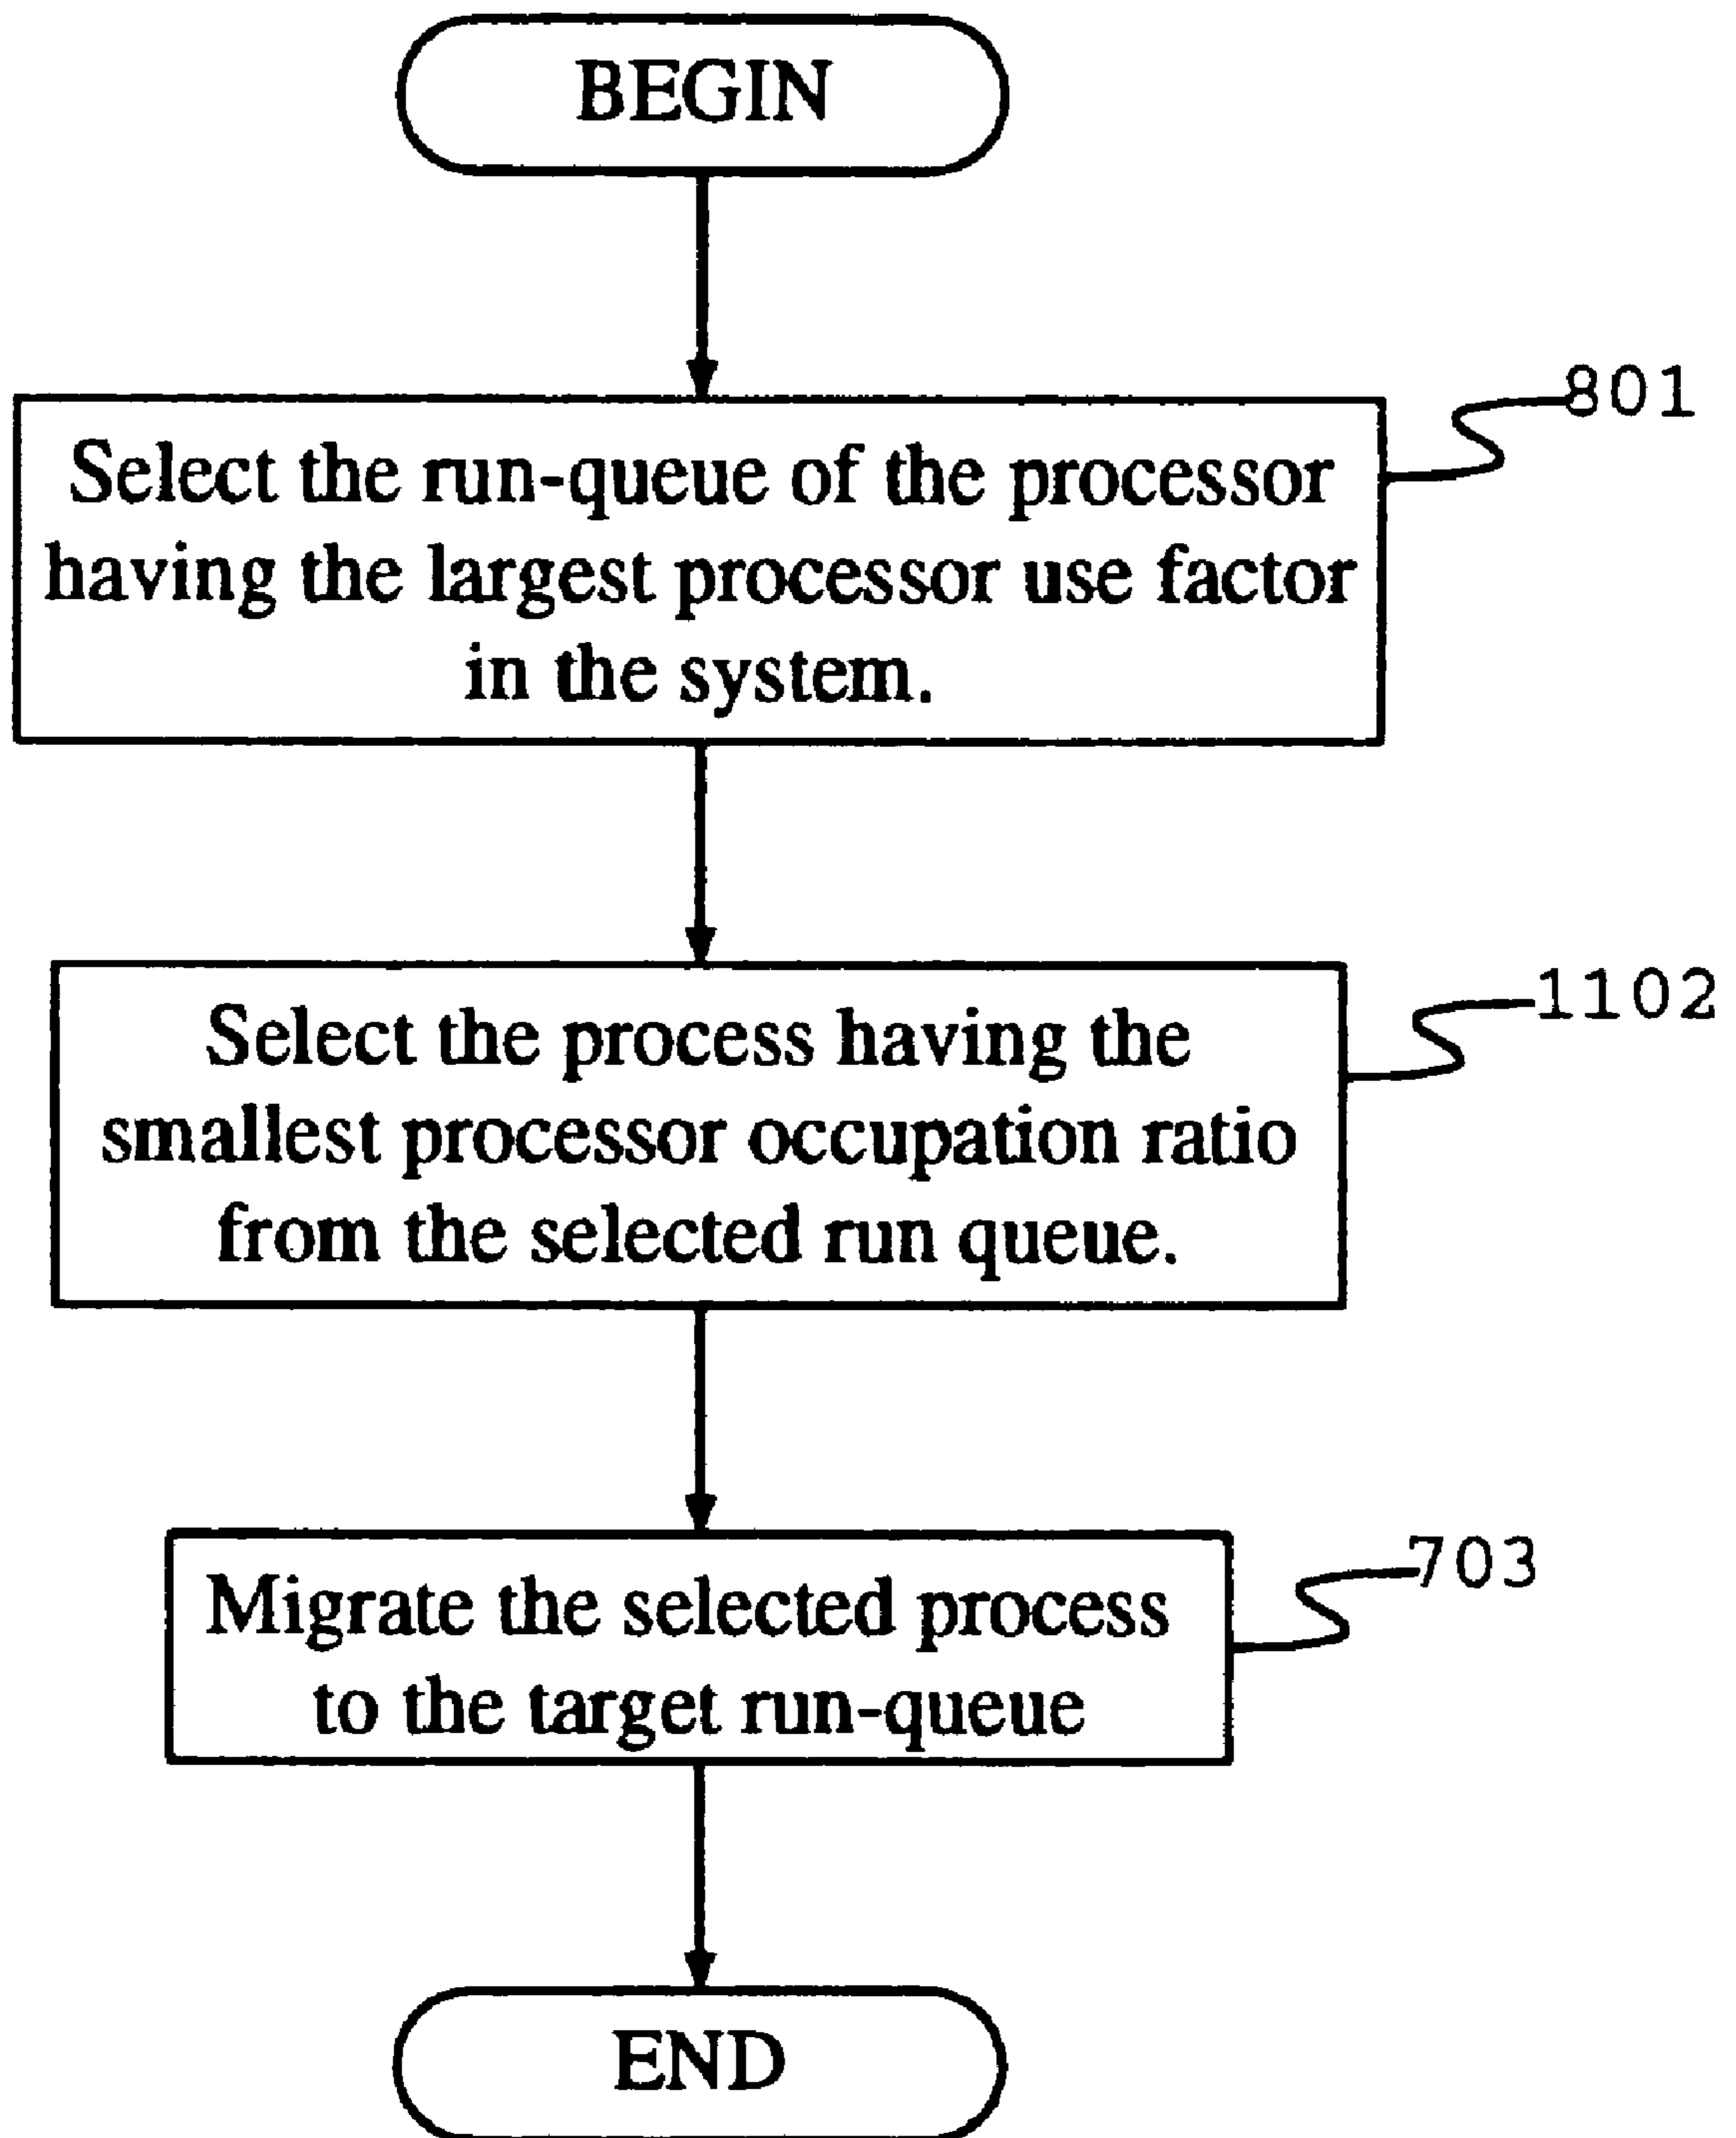 BEGIN
801
Select the run-queue of the processor
having the largest processor use factor
in the system.
1102
Select the process having the
smallest processor occupation ratio
from the selected run queue.
703
Migrate the selected process
to the target run-queue
END